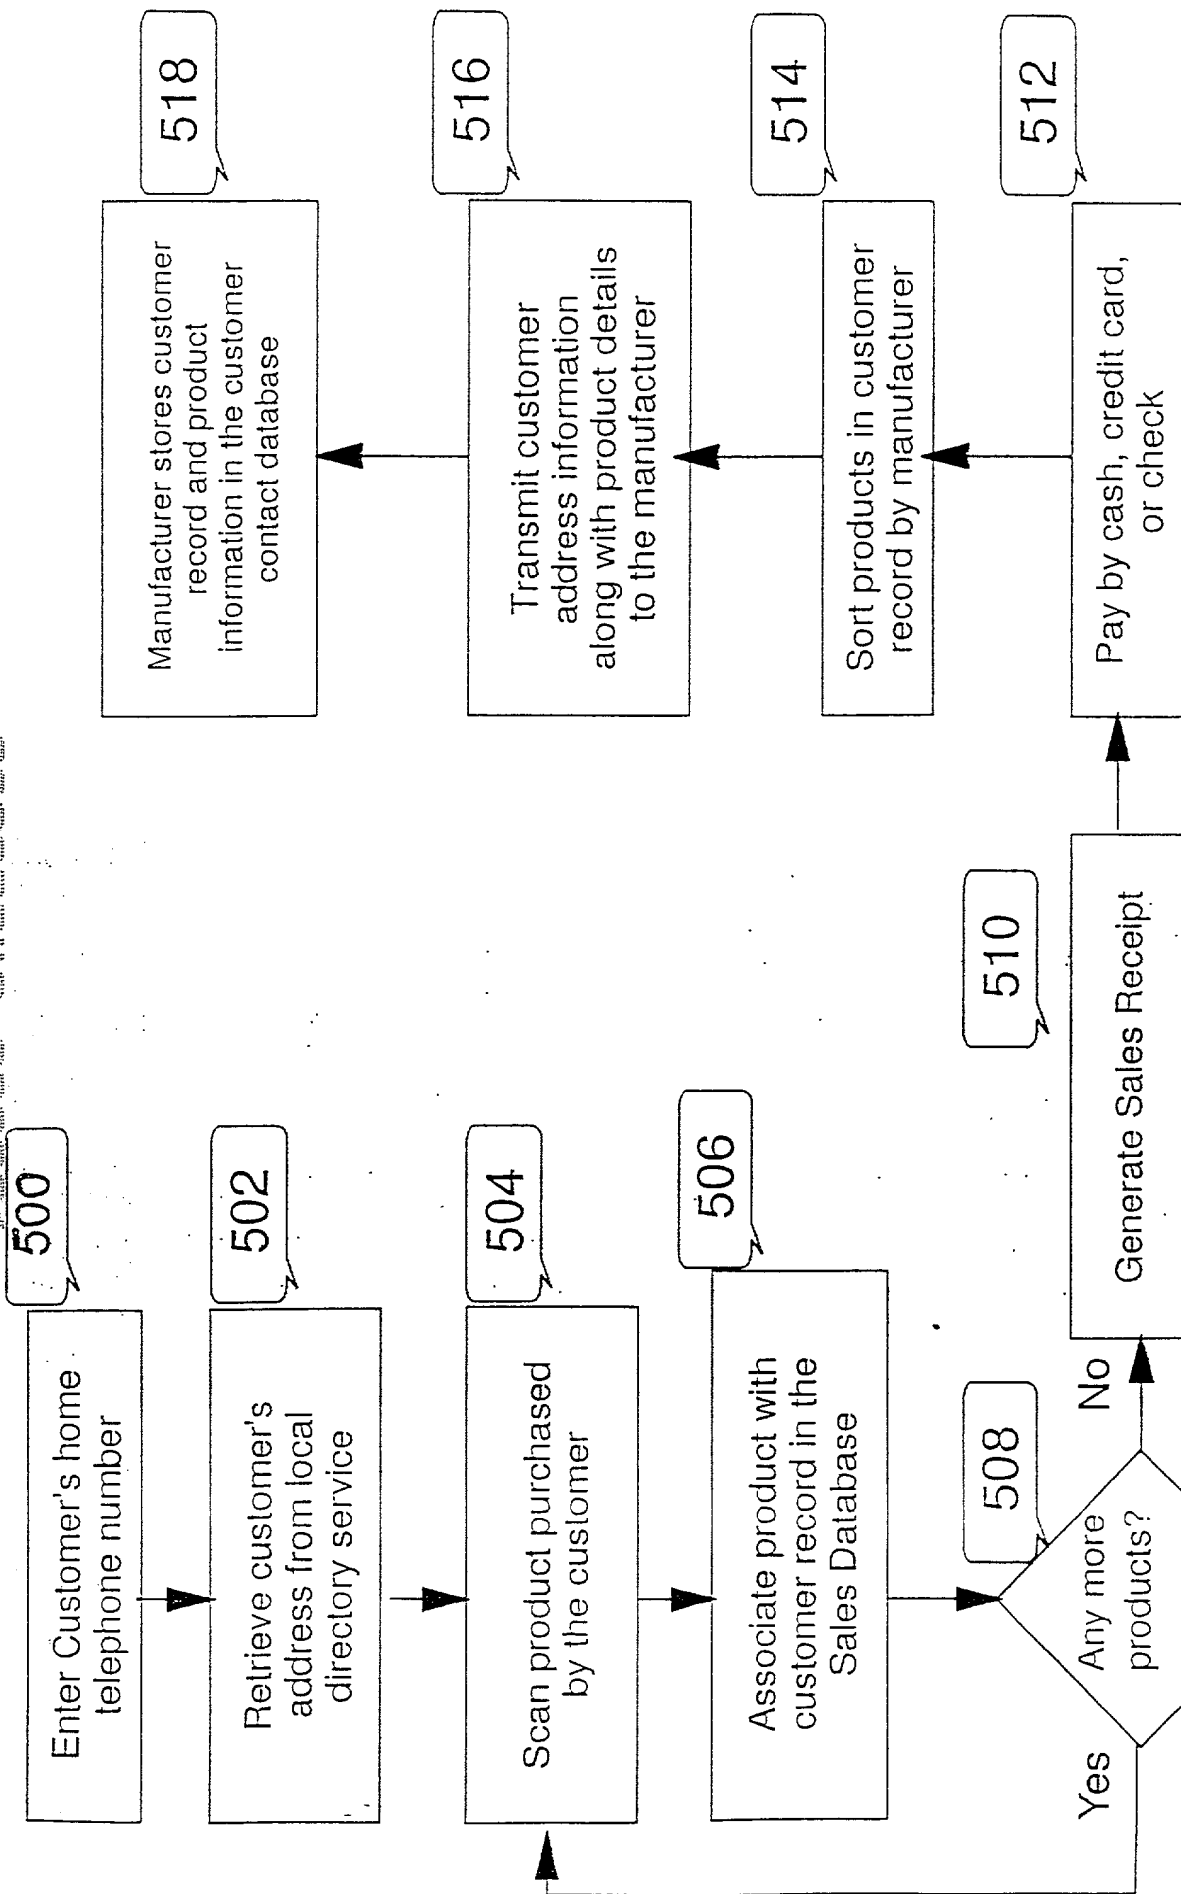 500
Enter Customer's home
telephone number
502
Retrieve customer's
address from local
directory service
504
Scan product purchased
by the customer
506
Associate product with
customer record in the
Sales Database
508
Any more
products?
Yes
No
510
Generate Sales Receipt
512
Pay by cash, credit card,
or check
514
Sort products in customer
record by manufacturer
516
Transmit customer
address information
along with product details
to the manufacturer
518
Manufacturer stores customer
record and product
information in the customer
contact database